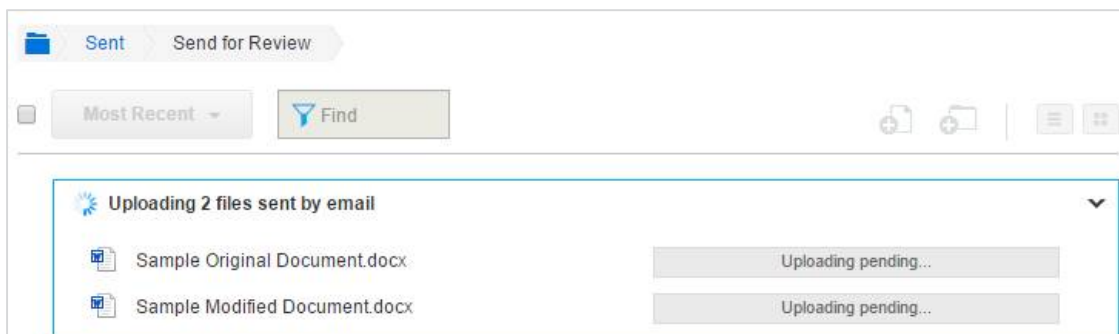 Sent Send for Review
Most Recent Find
Uploading 2 files sent by email
Sample Original Document.docx Uploading pending...
Sample Modified Document.docx Uploading pending...